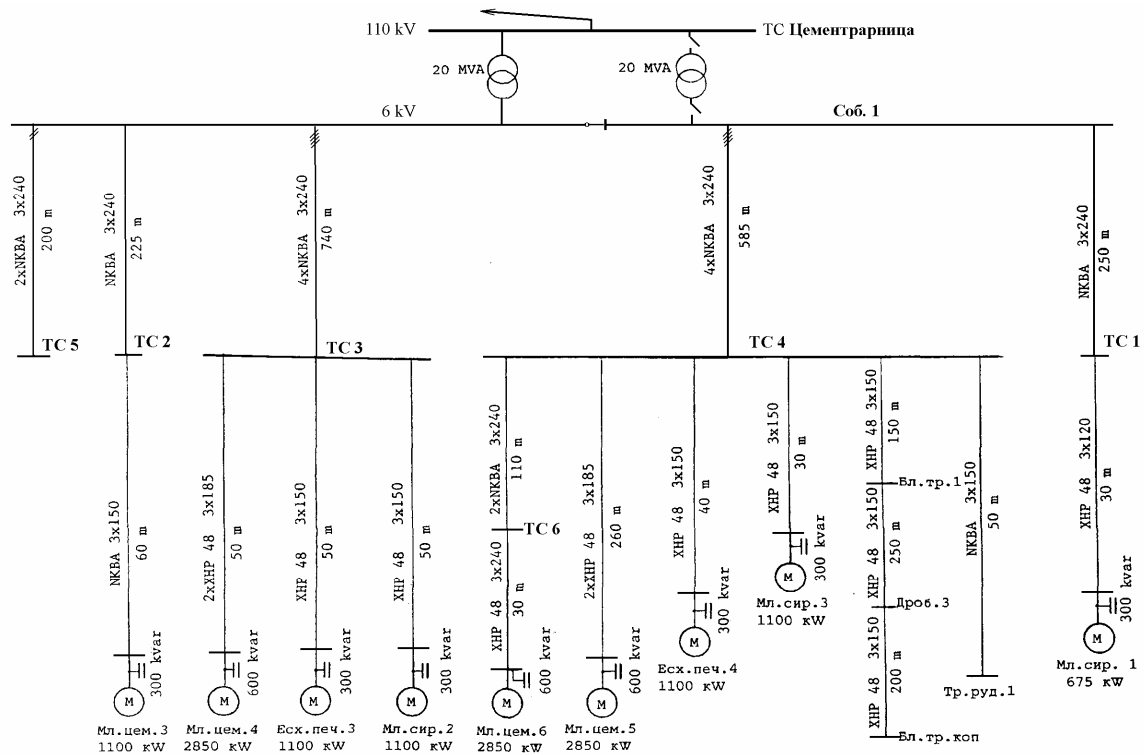 110 kV
ТС Цементрарница
20 MVA
20 MVA
6 kV
Соб. 1
2xNKBA 3x240
200 m
NKBA 3x240
225 m
4xNKBA 3x240
740 m
4xNKBA 3x240
585 m
NKBA 3x240
250 m
ТС 5
ТС 2
ТС 3
ТС 4
ТС 1
NKBA 3x150
60 m
2xXHP 48 3x185
50 m
XHP 48 3x150
50 m
XHP 48 3x150
50 m
2xNKBA 3x240
110 m
ТС 6
XHP 48 3x240
30 m
2xXHP 48 3x185
260 m
XHP 48 3x150
40 m
XHP 48 3x150
30 m
XHP 48 3x150
150 m
Бл.тр.1
XHP 48 3x150
250 m
Дроб.3
XHP 48 3x150
200 m
Бл.тр.коп
NKBA 3x150
50 m
Тр.руд.1
XHP 48 3x120
30 m
300 kvar
M
Мл.цем.3
1100 kW
600 kvar
M
Мл.цем.4
2850 kW
300 kvar
M
Есх.печ.3
1100 kW
300 kvar
M
Мл.сир.2
1100 kW
600 kvar
M
Мл.цем.6
2850 kW
600 kvar
M
Мл.цем.5
2850 kW
300 kvar
M
Есх.печ.4
1100 kW
300 kvar
M
Мл.сир.3
1100 kW
300 kvar
M
Мл.сир. 1
675 kW